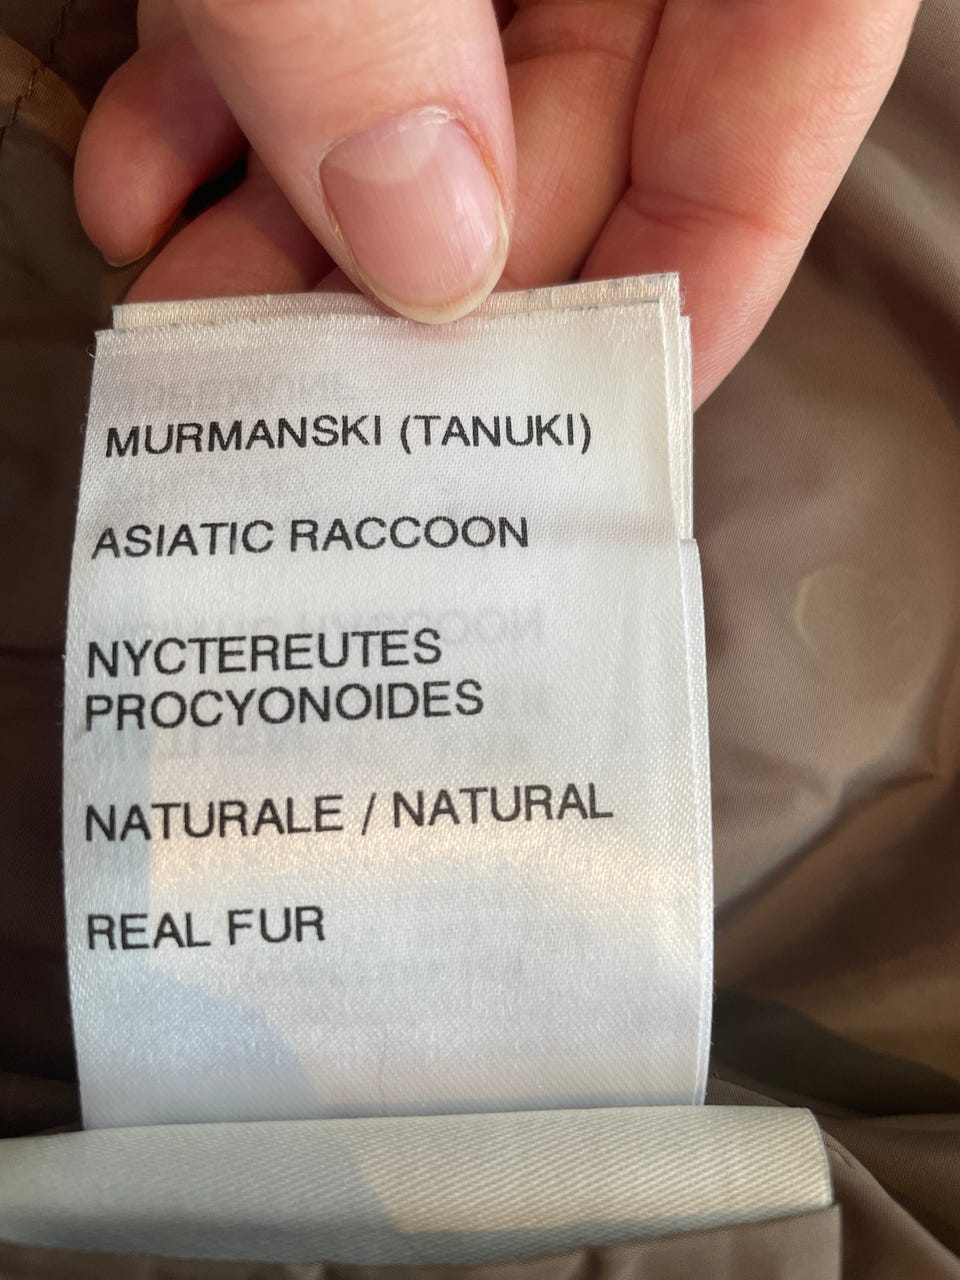 MURMANSKI (TANUKI)
ASIATIC RACCOON
NYCTEREUTES
PROCYONOIDES
NATURALE / NATURAL
REAL FUR